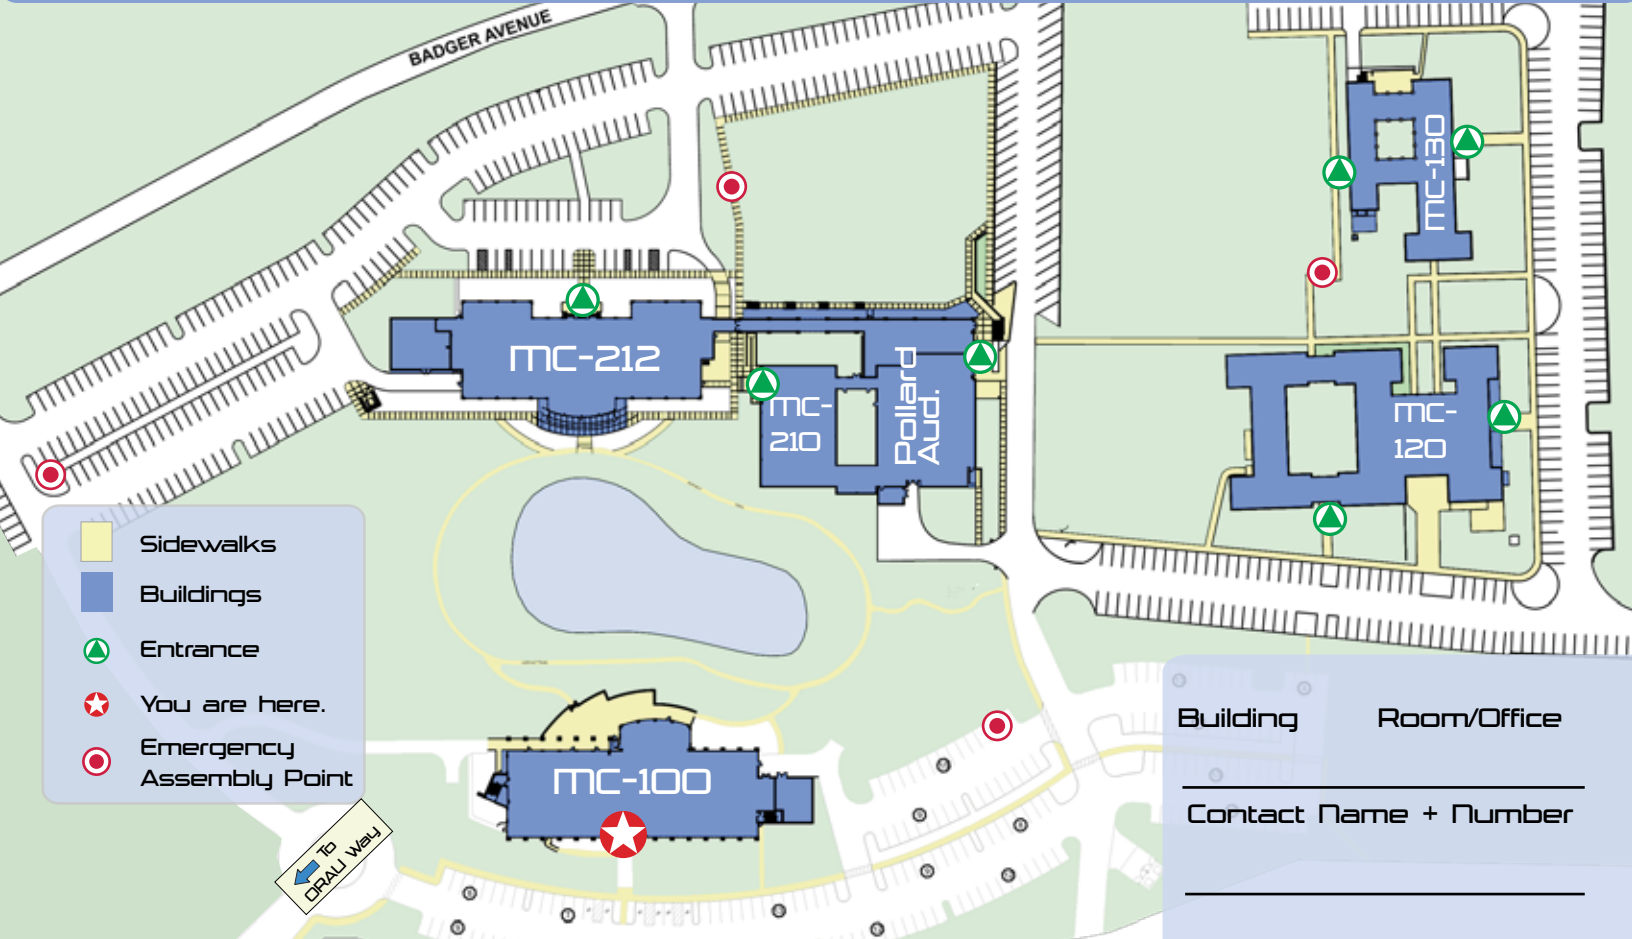 BADGER AVENUE
MC-130
MC-212
MC-
210
Pollard
Aud.
MC-
120
Sidewalks
Buildings
Entrance
You are here.
Emergency
Assembly Point
MC-100
To
ORAU Way
Building
Room/Office
Contact Name + Number